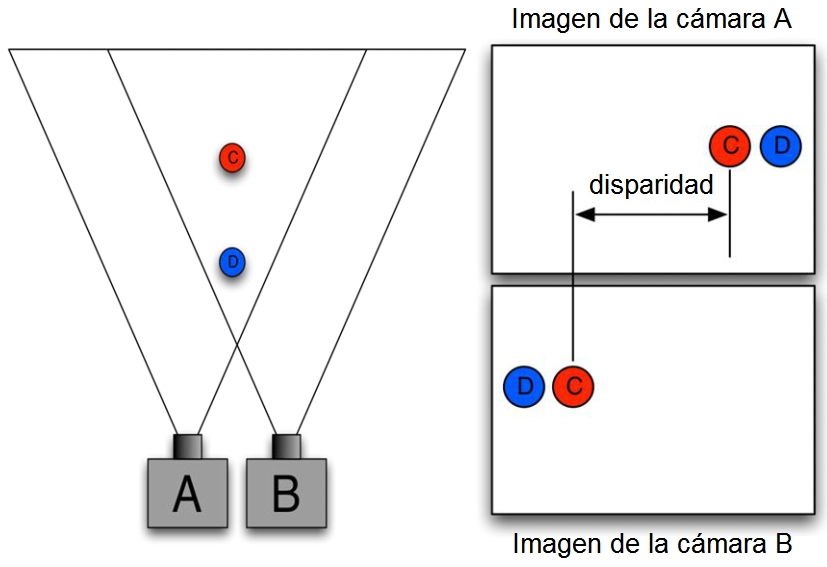 Imagen de la cámara A
C
D
A
B
C D
disparidad
D C
Imagen de la cámara B